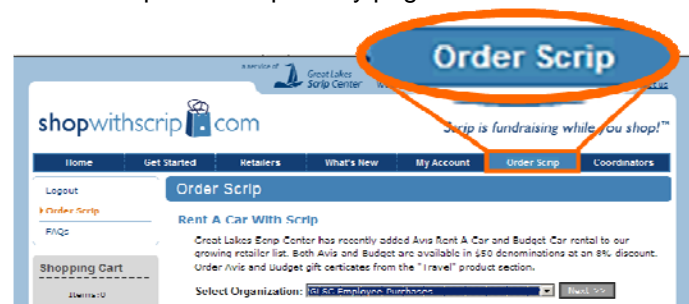 Order Scrip
a service of
Great Lakes
Scrip Center
shopwithscrip com
Scrip is fundraising while you shop!™
Home Get Started Retailers What's New My Account Order Scrip Coordinators
Logout
Order Scrip
FAQs
Shopping Cart
Items:0
Order Scrip
Rent A Car With Scrip
Great Lakes Scrip Center has recently added Avis Rent A Car and Budget Car rental to our
growing retailer list. Both Avis and Budget are available in $50 denominations at an 8% discount.
Order Avis and Budget gift certicates from the "Travel" product section.
Select Organization: GLSC Employee Purchases Next >>